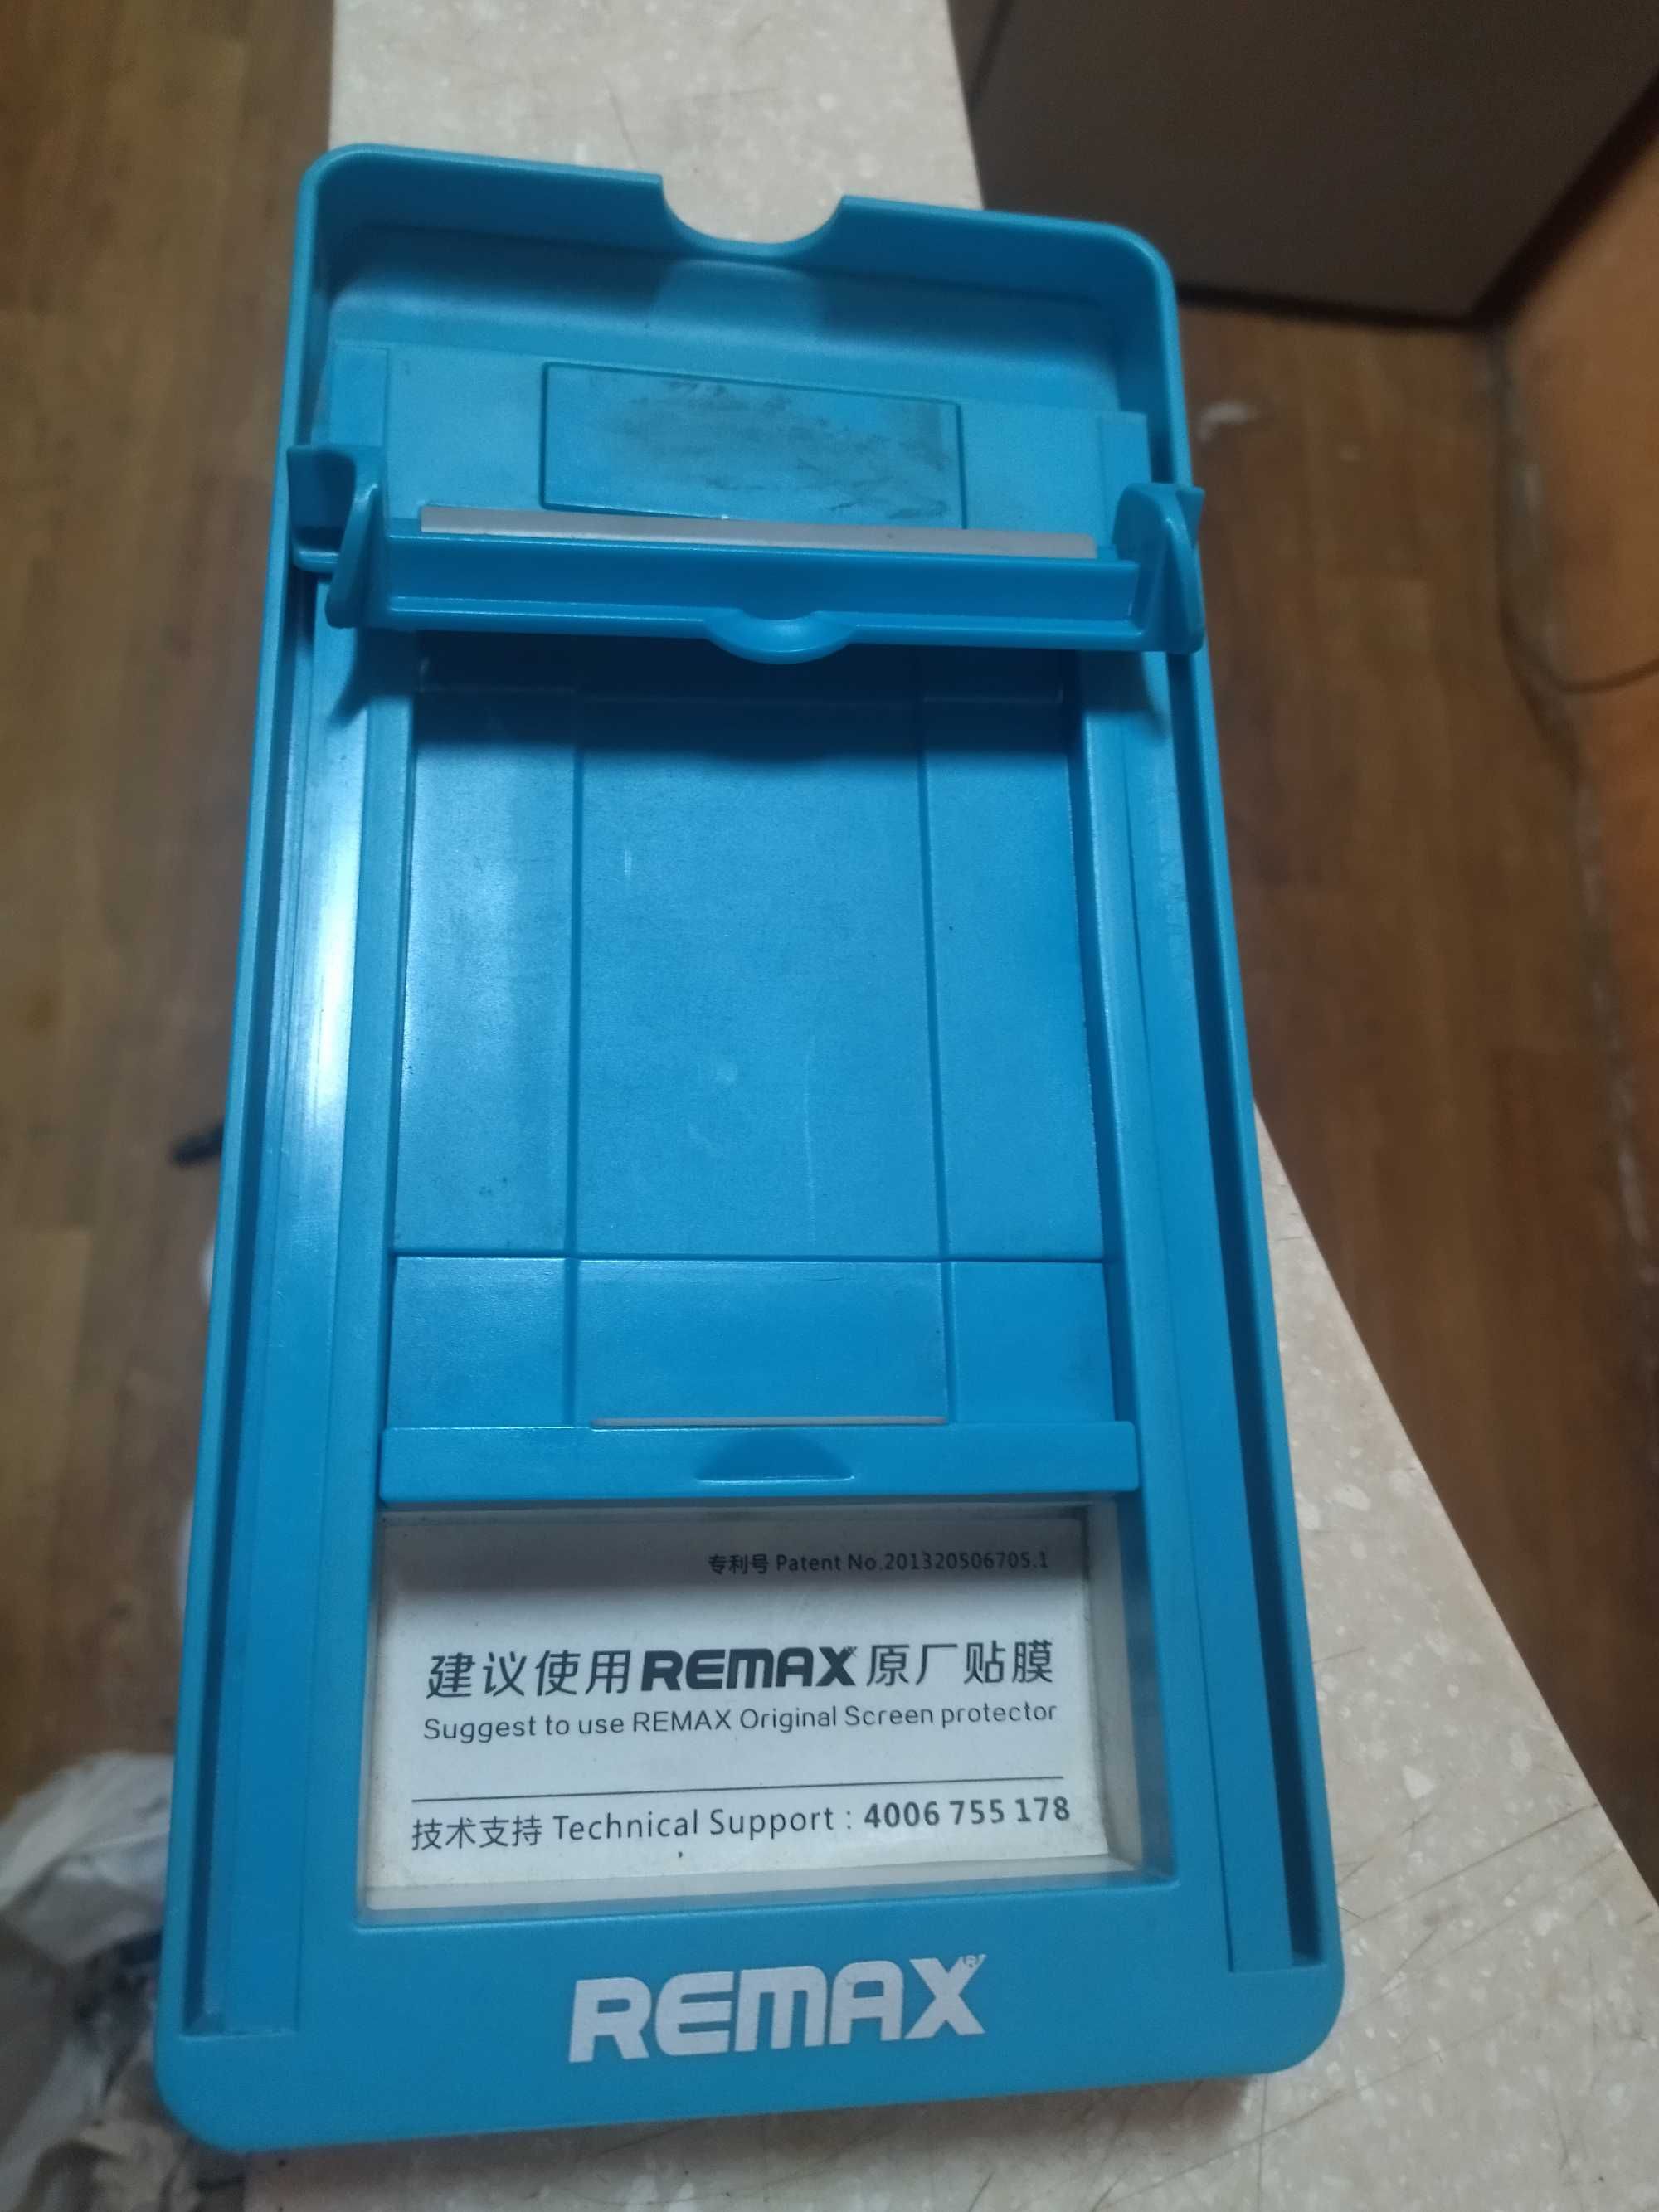 专利号 Patent No.201320506705.1
建议使用REMAX®原厂贴膜
Suggest to use REMAX Original Screen protector
技术支持 Technical Support : 4006 755 178
REMAX®